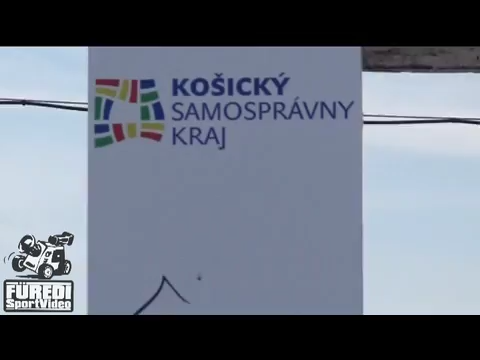 KOŠICKÝ
SAMOSPRÁVNY
KRAJ
FÜREDI
SportVideo